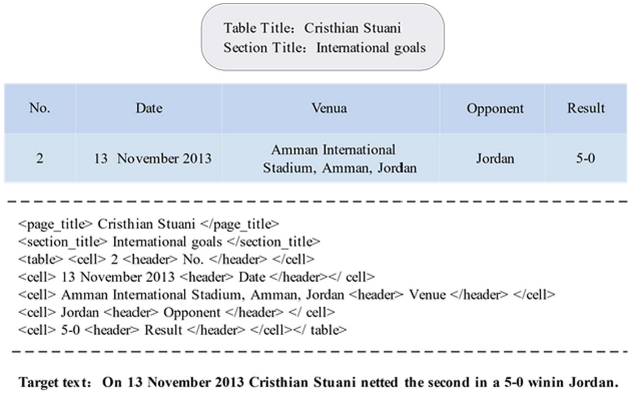 Table Title：Cristhian Stuani
Section Title：International goals
No. Date Venua Opponent Result
2 13 November 2013 Amman International Stadium, Amman, Jordan Jordan 5-0
<page_title> Cristhian Stuani </page_title>
<section_title> International goals </section_title>
<table> <cell> 2 <header> No. </header> </cell>
<cell> 13 November 2013 <header> Date </header></ cell>
<cell> Amman International Stadium, Amman, Jordan <header> Venue </header> </cell>
<cell> Jordan <header> Opponent </header> </ cell>
<cell> 5-0 <header> Result </header> </cell></ table>
Target text：On 13 November 2013 Cristhian Stuani netted the second in a 5-0 winin Jordan.